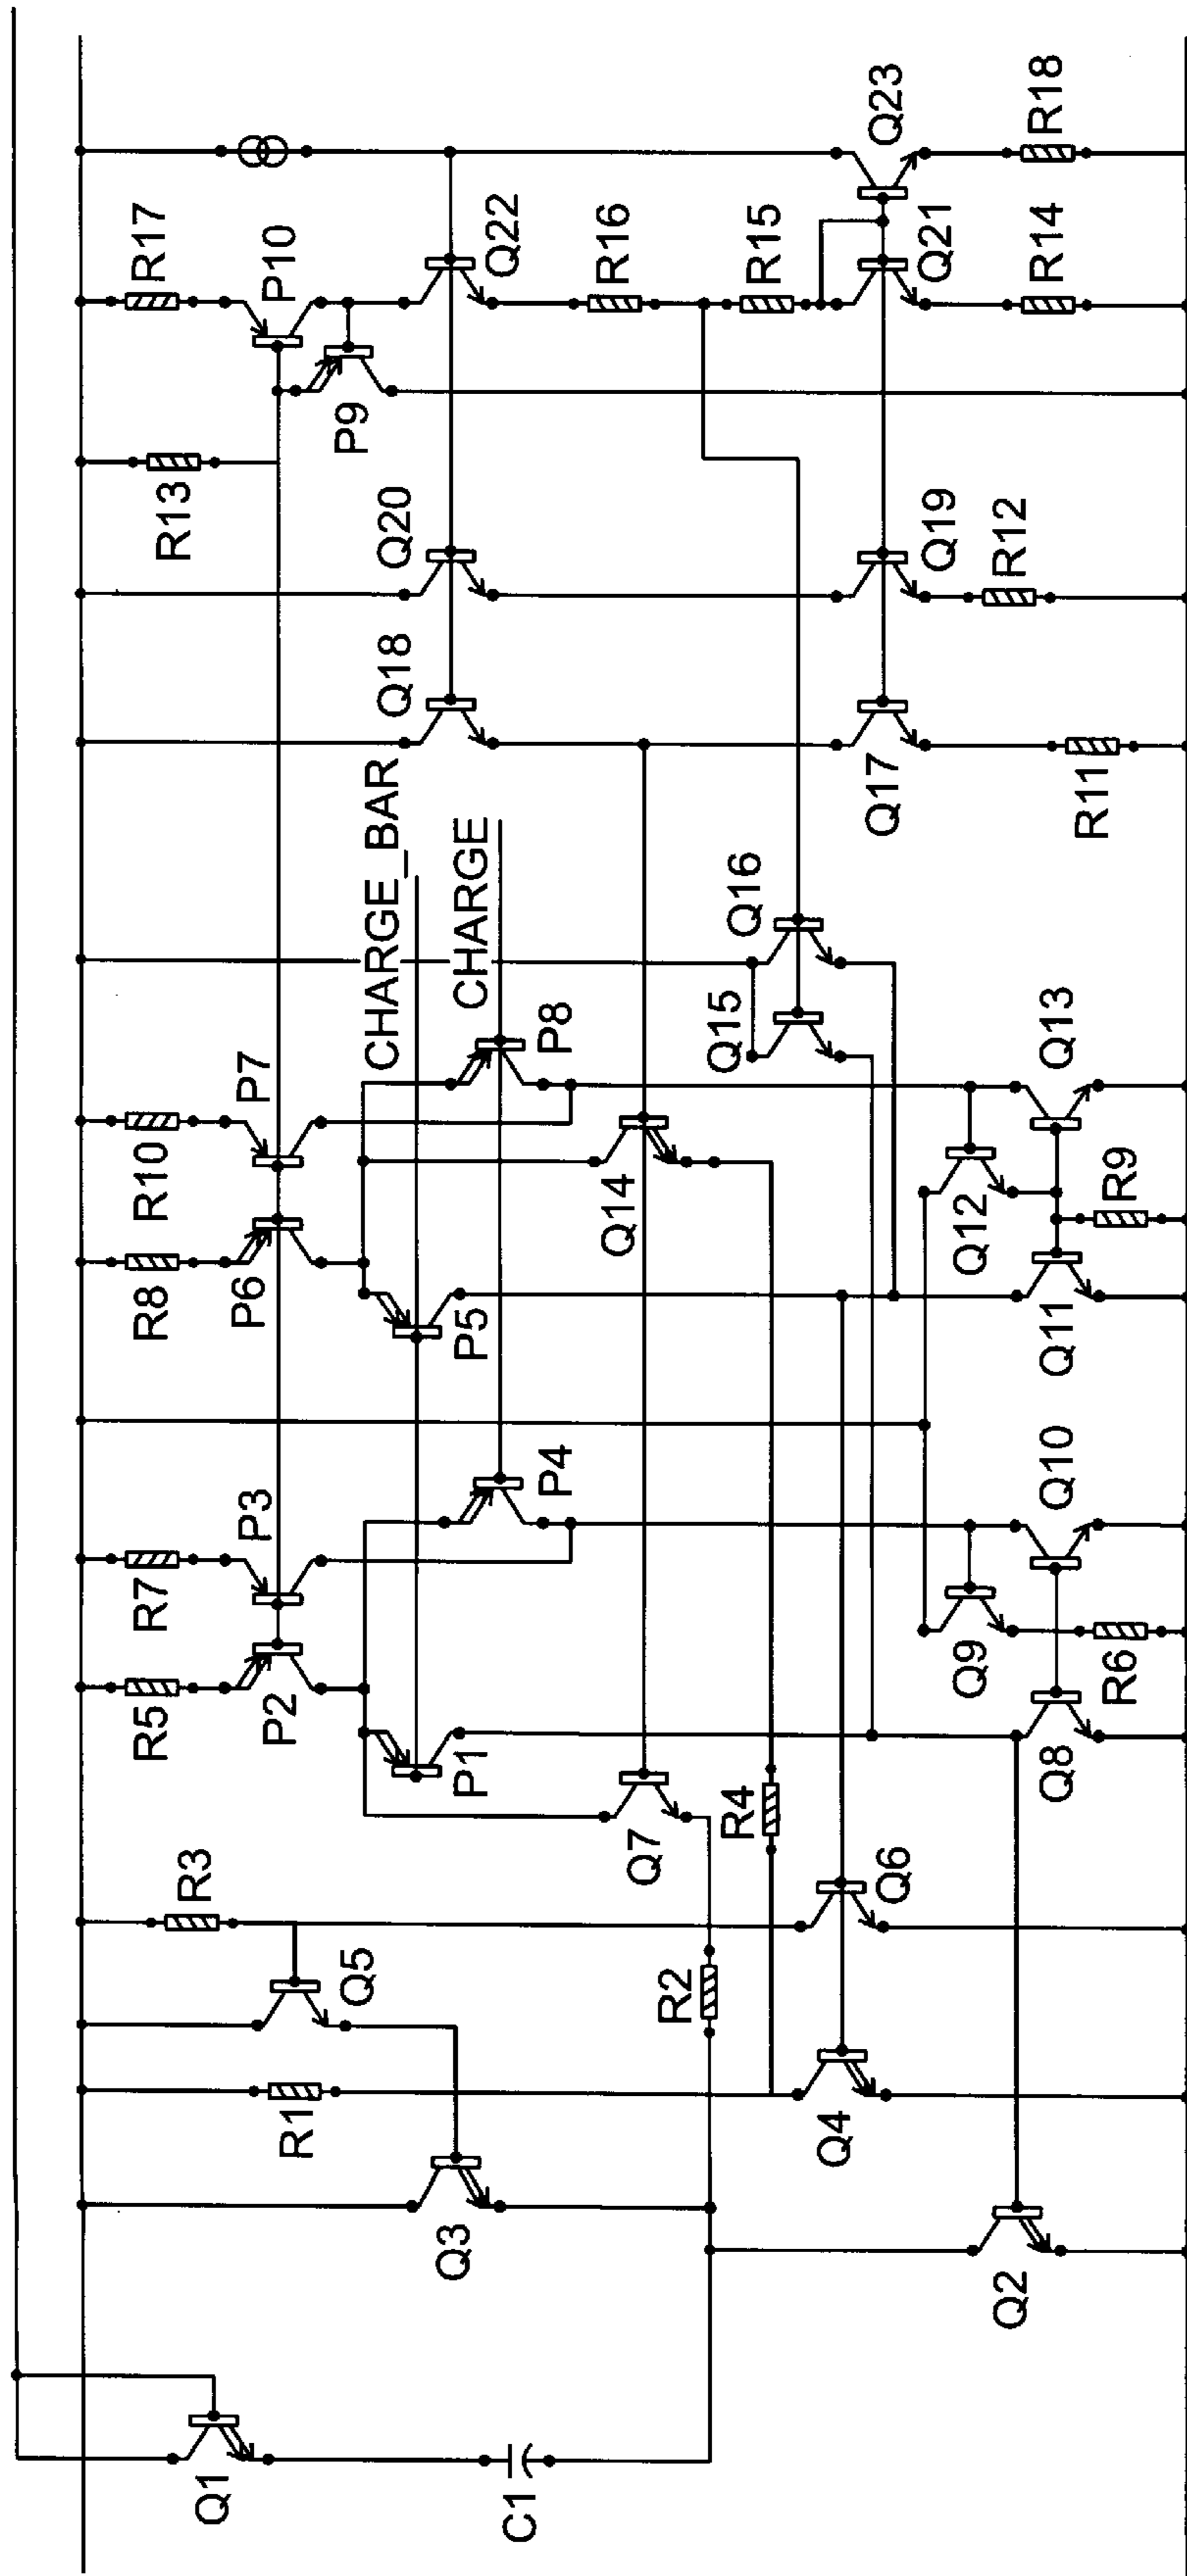 R17
P10
R13
P9
Q22
R16
R15
Q23
Q21
R18
R14
Q20
Q19
R12
Q18
Q17
R11
CHARGE_BAR
CHARGE
R10
P7
R8
P6
P8
P5
Q14
Q16
Q15
Q13
Q12
R9
Q11
R7
P3
R5
P2
P4
P1
Q10
Q9
R6
Q8
Q7
R4
R3
Q5
R2
Q6
R1
Q4
Q3
Q2
Q1
C1